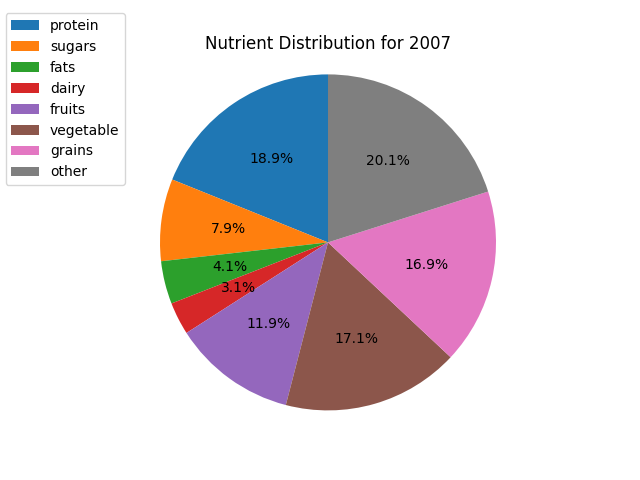 Nutrient Distribution for 2007
protein
sugars
fats
dairy
fruits
vegetable
grains
other
18.9%
20.1%
7.9%
4.1%
16.9%
3.1%
11.9%
17.1%